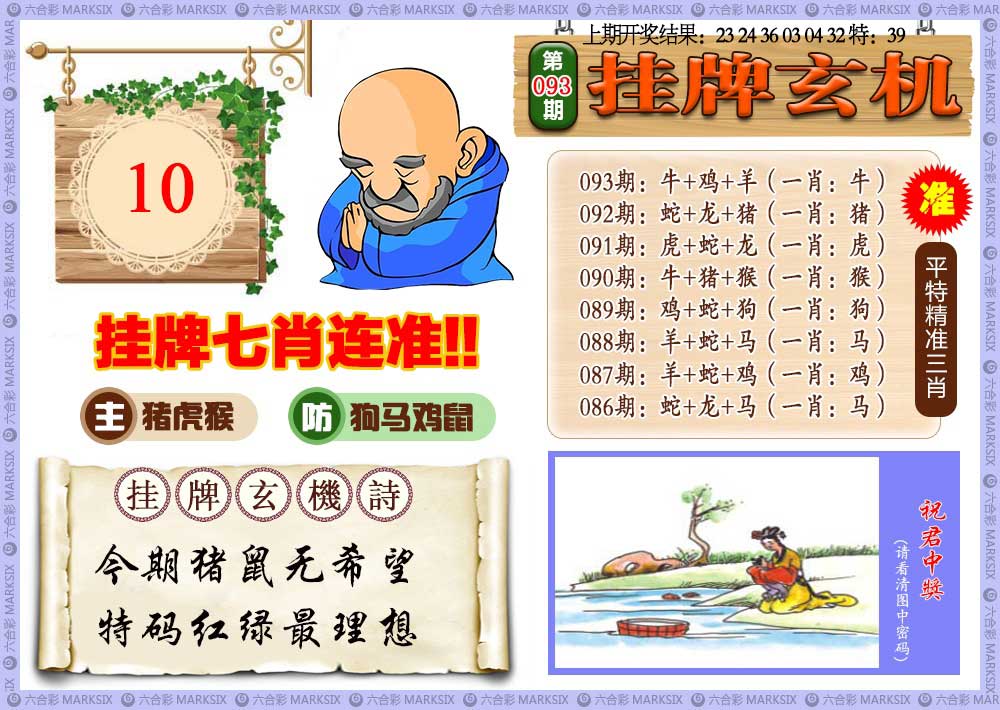 上期开奖结果：23 24 36 03 04 32 特：39
第093期
挂牌玄机
10
093期：牛+鸡+羊（一肖：牛）
092期：蛇+龙+猪（一肖：猪）
091期：虎+蛇+龙（一肖：虎）
090期：牛+猪+猴（一肖：猴）
089期：鸡+蛇+狗（一肖：狗）
088期：羊+蛇+马（一肖：马）
087期：羊+蛇+鸡（一肖：鸡）
086期：蛇+龙+马（一肖：马）
准
平特精准三肖
挂牌七肖连准!!
主 猪虎猴
防 狗马鸡鼠
挂牌玄機詩
今期猪鼠无希望
特码红绿最理想
祝君中獎
（请看清图中密码）
六合彩 MARKSIX